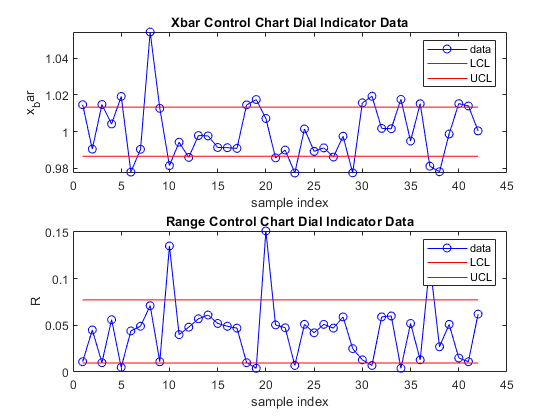 Xbar Control Chart Dial Indicator Data
1.04
1.02
1
0.98
x_bar
data
LCL
UCL
0 5 10 15 20 25 30 35 40 45
sample index
Range Control Chart Dial Indicator Data
0.15
0.1
0.05
0
R
data
LCL
UCL
0 5 10 15 20 25 30 35 40 45
sample index